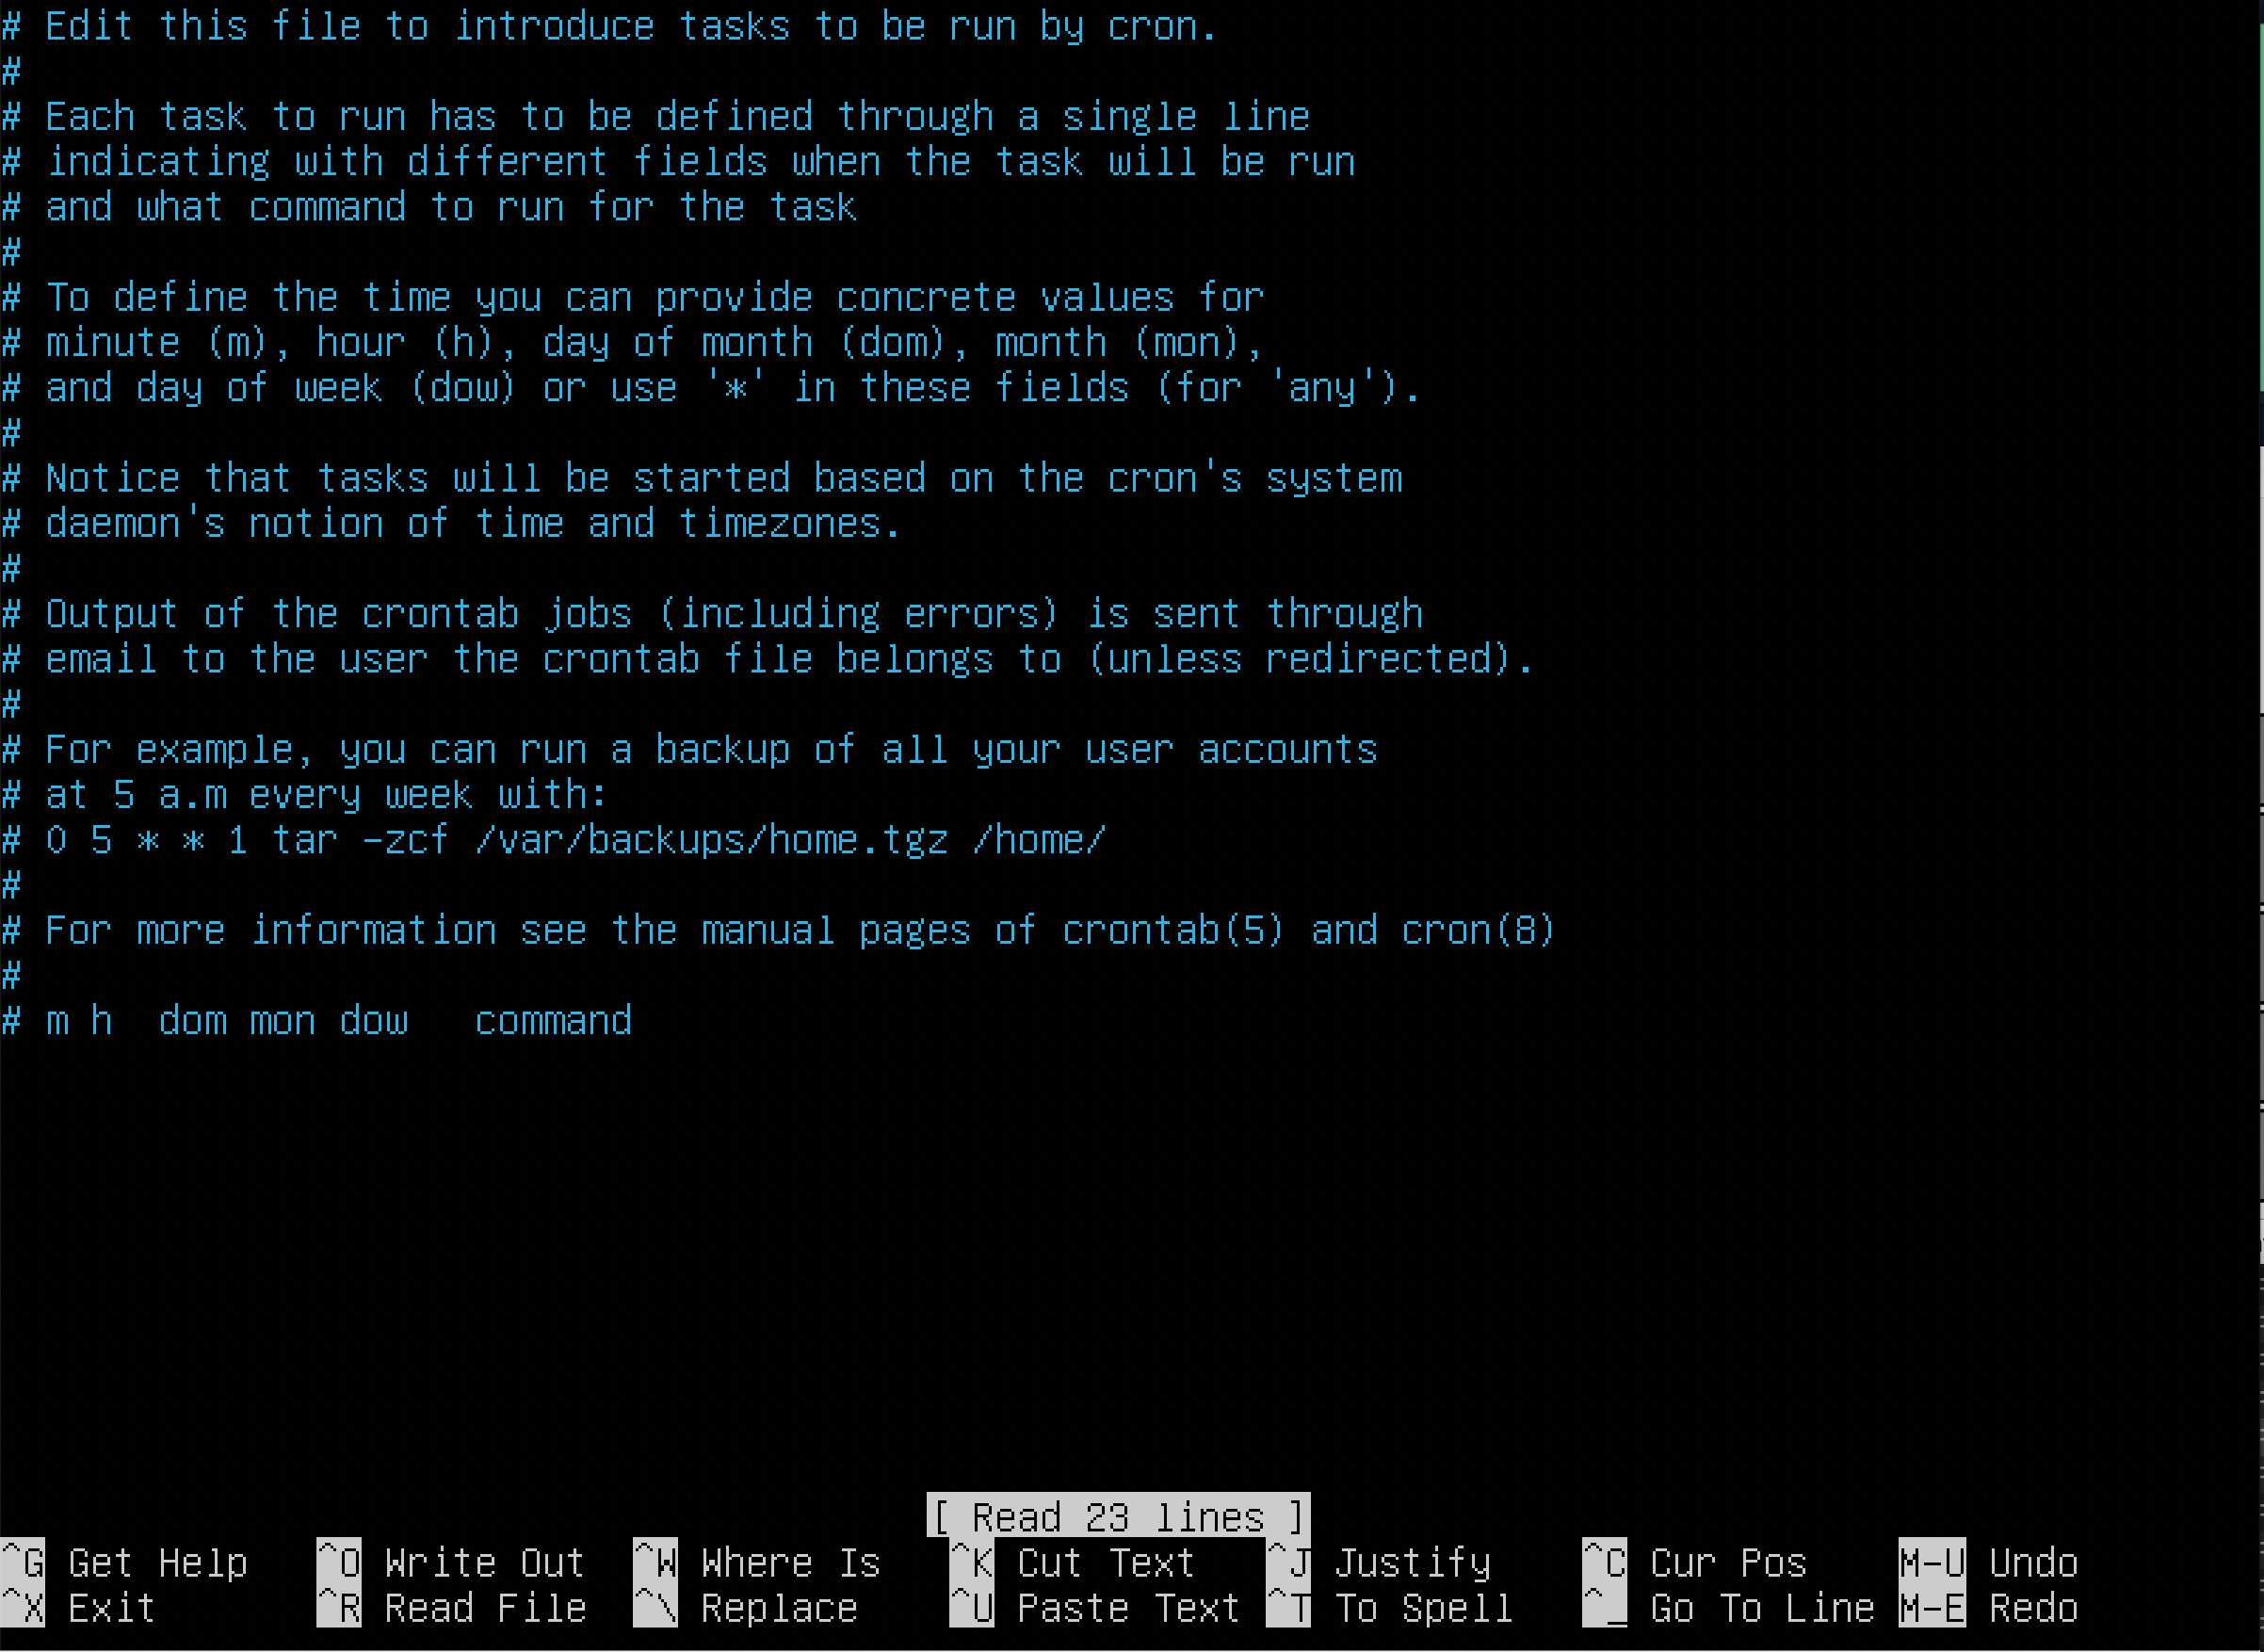 # Edit this file to introduce tasks to be run by cron.
#
# Each task to run has to be defined through a single line
# indicating with different fields when the task will be run
# and what command to run for the task
#
# To define the time you can provide concrete values for
# minute (m), hour (h), day of month (dom), month (mon),
# and day of week (dow) or use '*' in these fields (for 'any').
#
# Notice that tasks will be started based on the cron's system
# daemon's notion of time and timezones.
#
# Output of the crontab jobs (including errors) is sent through
# email to the user the crontab file belongs to (unless redirected).
#
# For example, you can run a backup of all your user accounts
# at 5 a.m every week with:
# 0 5 * * 1 tar -zcf /var/backups/home.tgz /home/
#
# For more information see the manual pages of crontab(5) and cron(8)
#
# m h  dom mon dow   command
[ Read 23 lines ]
^G Get Help ^O Write Out ^W Where Is ^K Cut Text ^J Justify ^C Cur Pos M-U Undo
^X Exit ^R Read File ^\ Replace ^U Paste Text ^T To Spell ^_ Go To Line M-E Redo